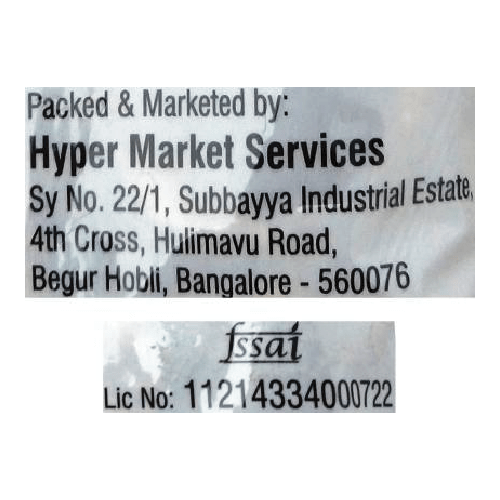 Packed & Marketed by:
Hyper Market Services
Sy No. 22/1, Subbayya Industrial Estate,
4th Cross, Hulimavu Road,
Begur Hobli, Bangalore - 560076
fssai
Lic No: 11214334000722